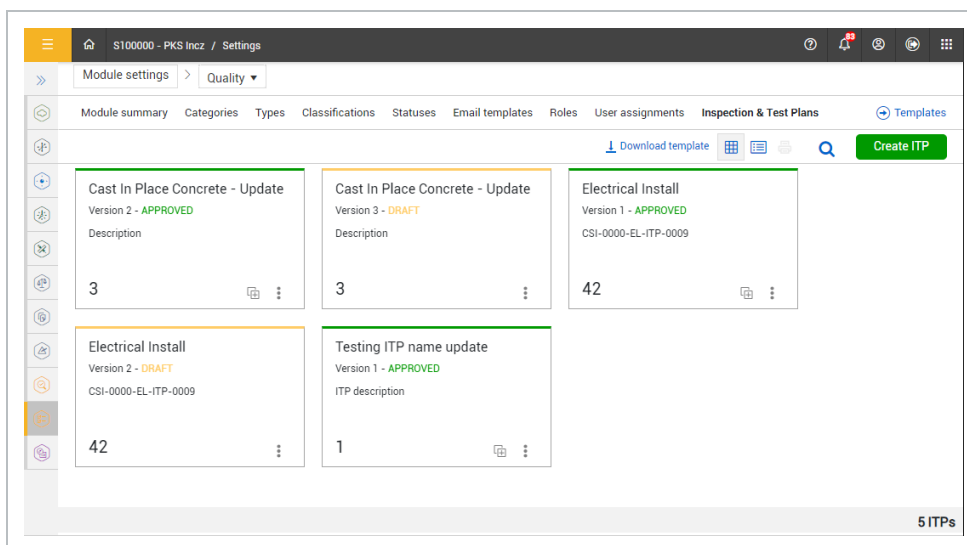 S100000 - PKS Incz / Settings
83
Module settings > Quality
Module summary Categories Types Classifications Statuses Email templates Roles User assignments Inspection & Test Plans Templates
Download template Create ITP
Cast In Place Concrete - Update
Version 2 - APPROVED
Description
3
Cast In Place Concrete - Update
Version 3 - DRAFT
Description
3
Electrical Install
Version 1 - APPROVED
CSI-0000-EL-ITP-0009
42
Electrical Install
Version 2 - DRAFT
CSI-0000-EL-ITP-0009
42
Testing ITP name update
Version 1 - APPROVED
ITP description
1
5 ITPs